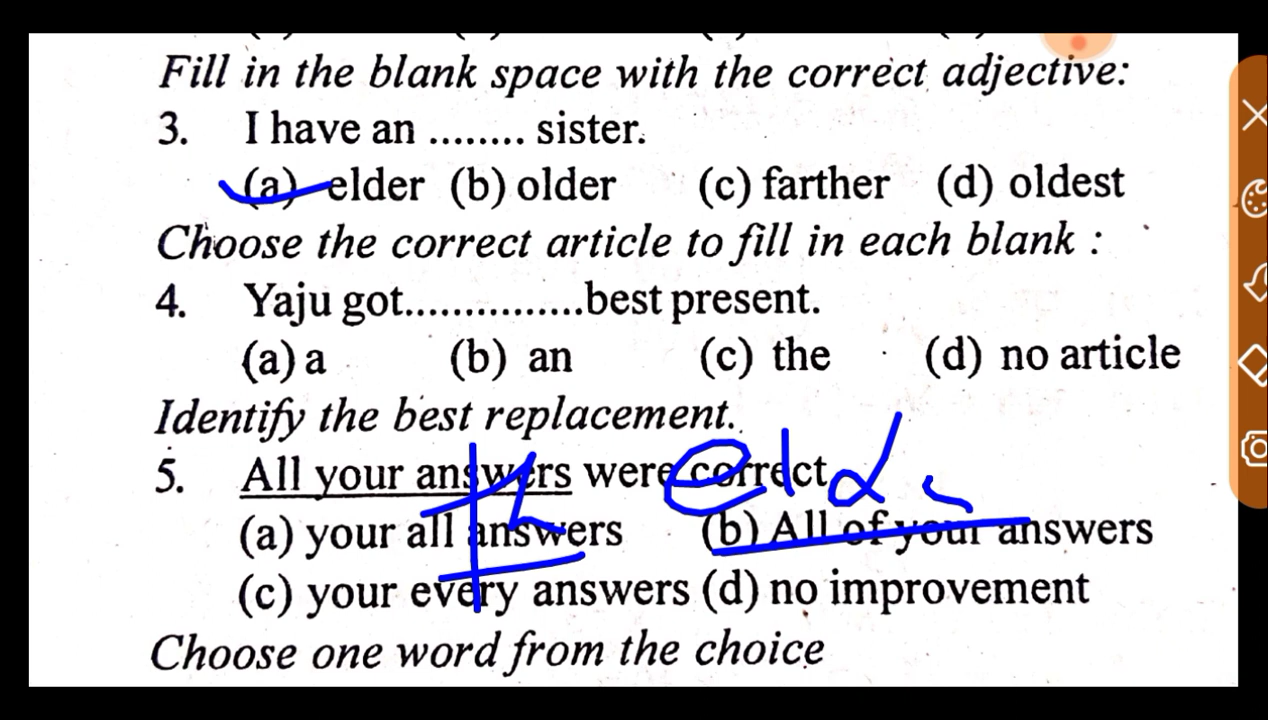 Fill in the blank space with the correct adjective:
3. I have an ........ sister.
(a) elder (b) older (c) farther (d) oldest
Choose the correct article to fill in each blank :
4. Yaju got...............best present.
(a) a (b) an (c) the (d) no article
Identify the best replacement.
5. All your answers were correct
(a) your all answers (b) All of your answers
(c) your every answers (d) no improvement
Choose one word from the choice